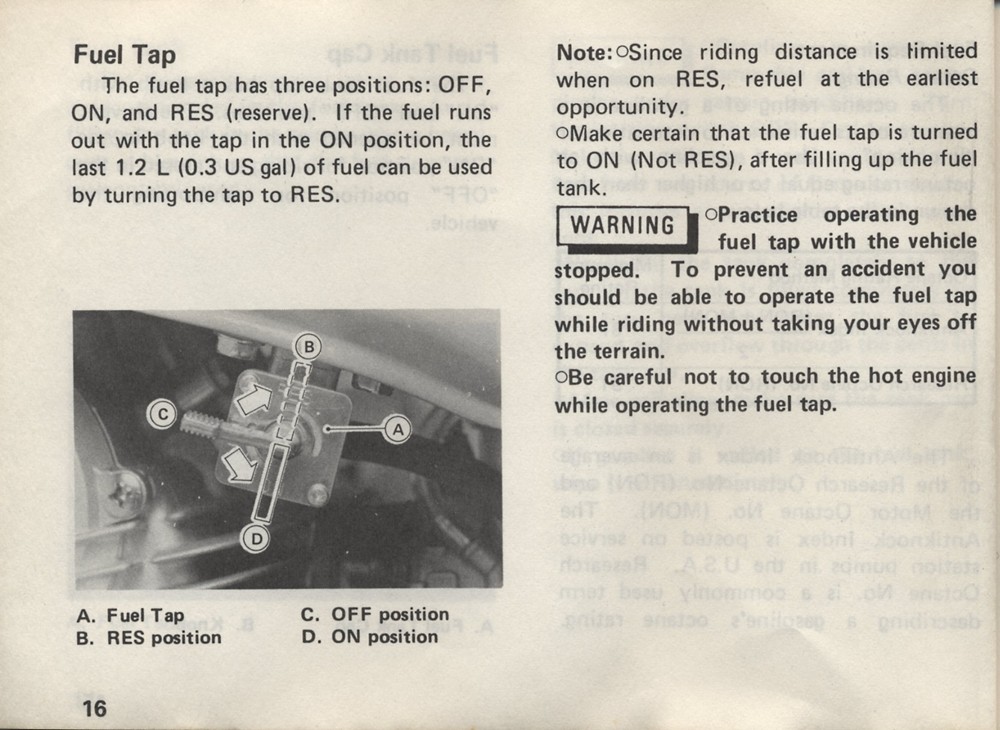 Fuel Tap
The fuel tap has three positions: OFF,
ON, and RES (reserve). If the fuel runs
out with the tap in the ON position, the
last 1.2 L (0.3 US gal) of fuel can be used
by turning the tap to RES.
B
C
A
D
A. Fuel Tap
B. RES position
C. OFF position
D. ON position
16
Note: ○Since riding distance is limited
when on RES, refuel at the earliest
opportunity.
○Make certain that the fuel tap is turned
to ON (Not RES), after filling up the fuel
tank.
WARNING ○Practice operating the
fuel tap with the vehicle
stopped. To prevent an accident you
should be able to operate the fuel tap
while riding without taking your eyes off
the terrain.
○Be careful not to touch the hot engine
while operating the fuel tap.